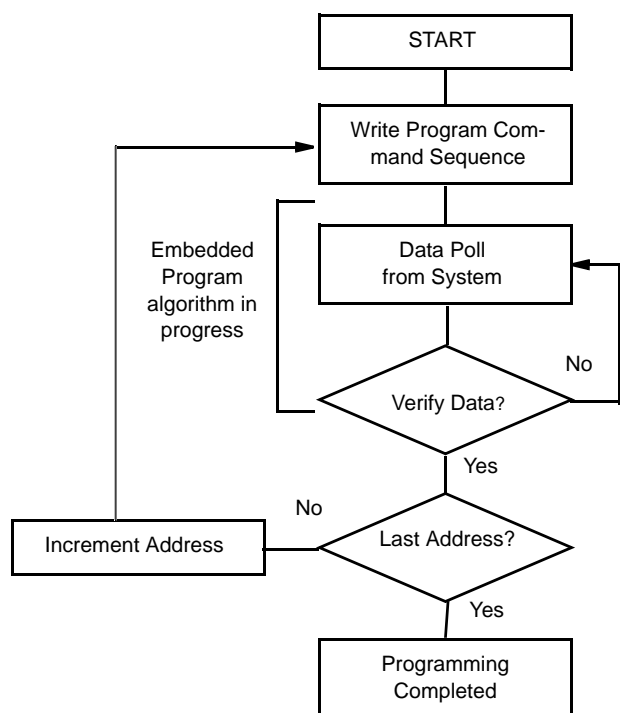 START
Write Program Com-
mand Sequence
Embedded
Program
algorithm in
progress
Data Poll
from System
No
Verify Data?
Yes
No
Increment Address
Last Address?
Yes
Programming
Completed